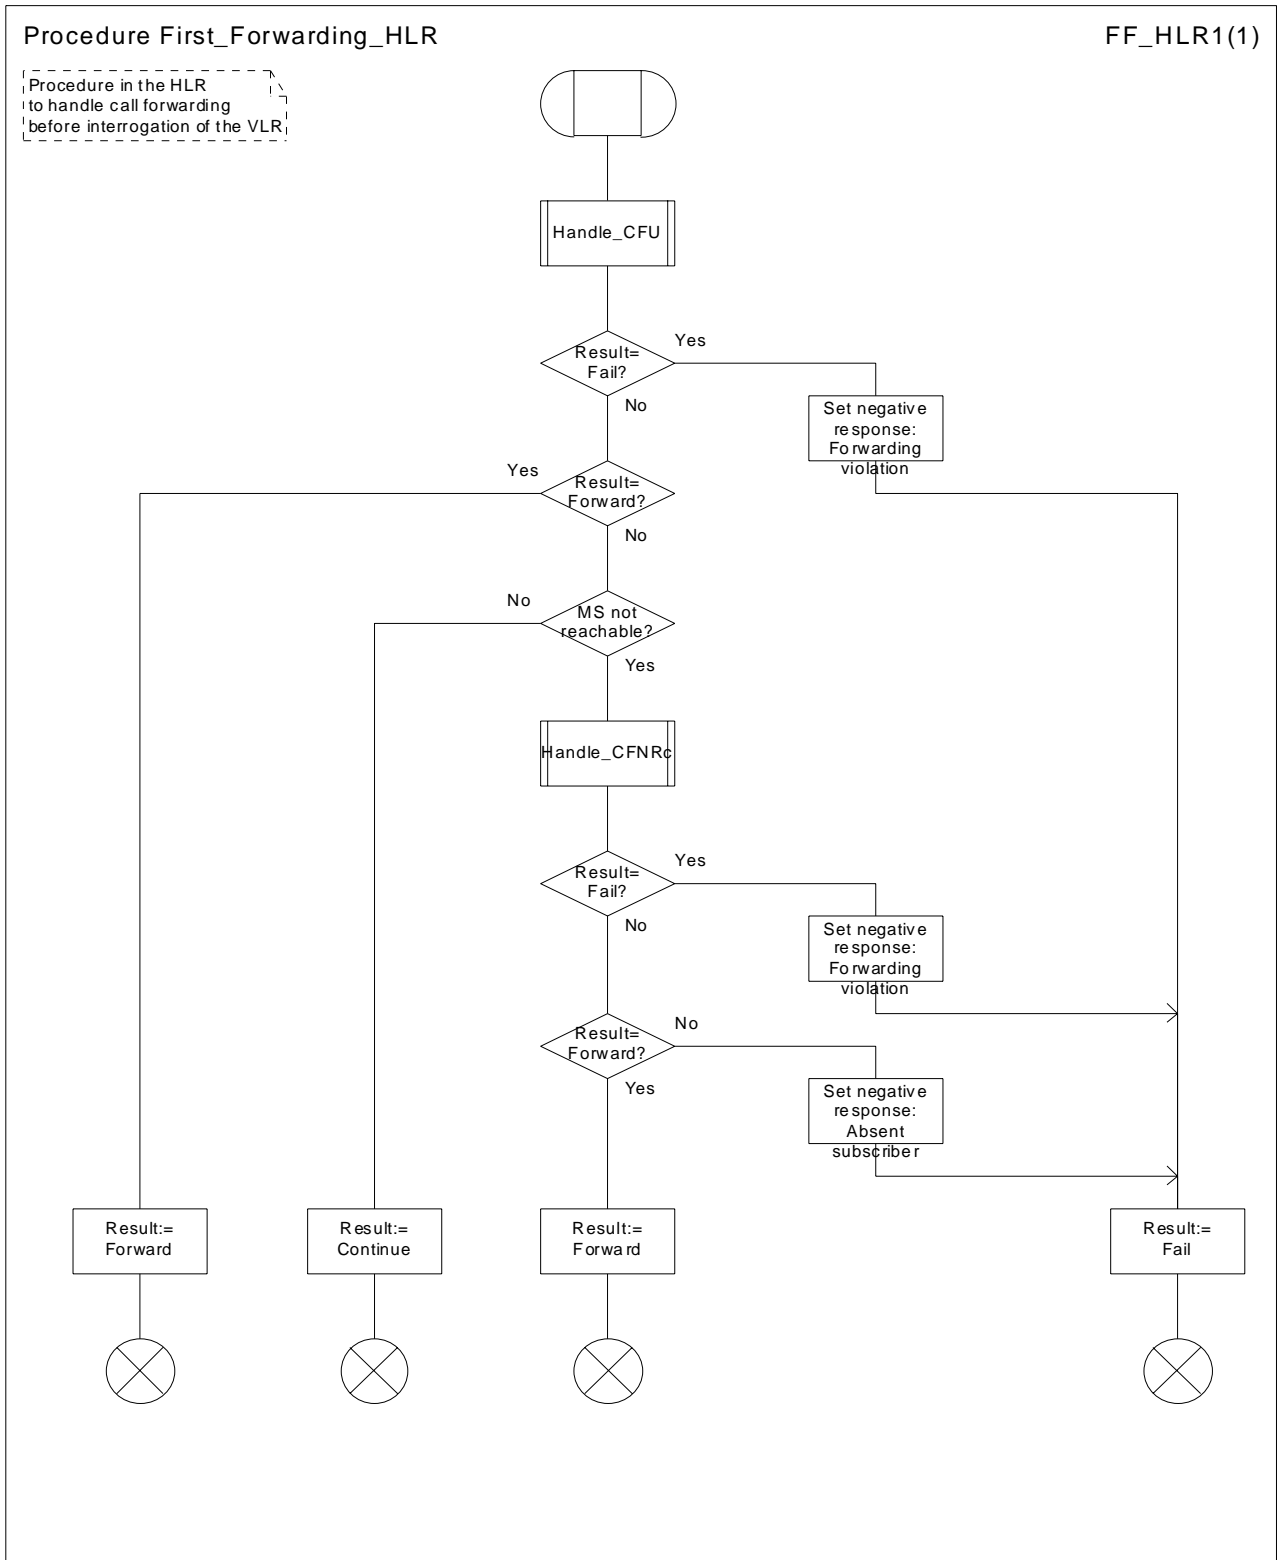 Procedure First_Forwarding_HLR
FF_HLR1(1)
Procedure in the HLR
to handle call forwarding
before interrogation of the VLR
Handle_CFU
Result=
Fail?
Yes
No
Set negative
response:
Forwarding
violation
Yes
Result=
Forward?
No
No
MS not
reachable?
Yes
Handle_CFNRc
Result=
Fail?
Yes
No
Set negative
response:
Forwarding
violation
Result=
Forward?
No
Yes
Set negative
response:
Absent
subscriber
Result:=
Forward
Result:=
Continue
Result:=
Forward
Result:=
Fail